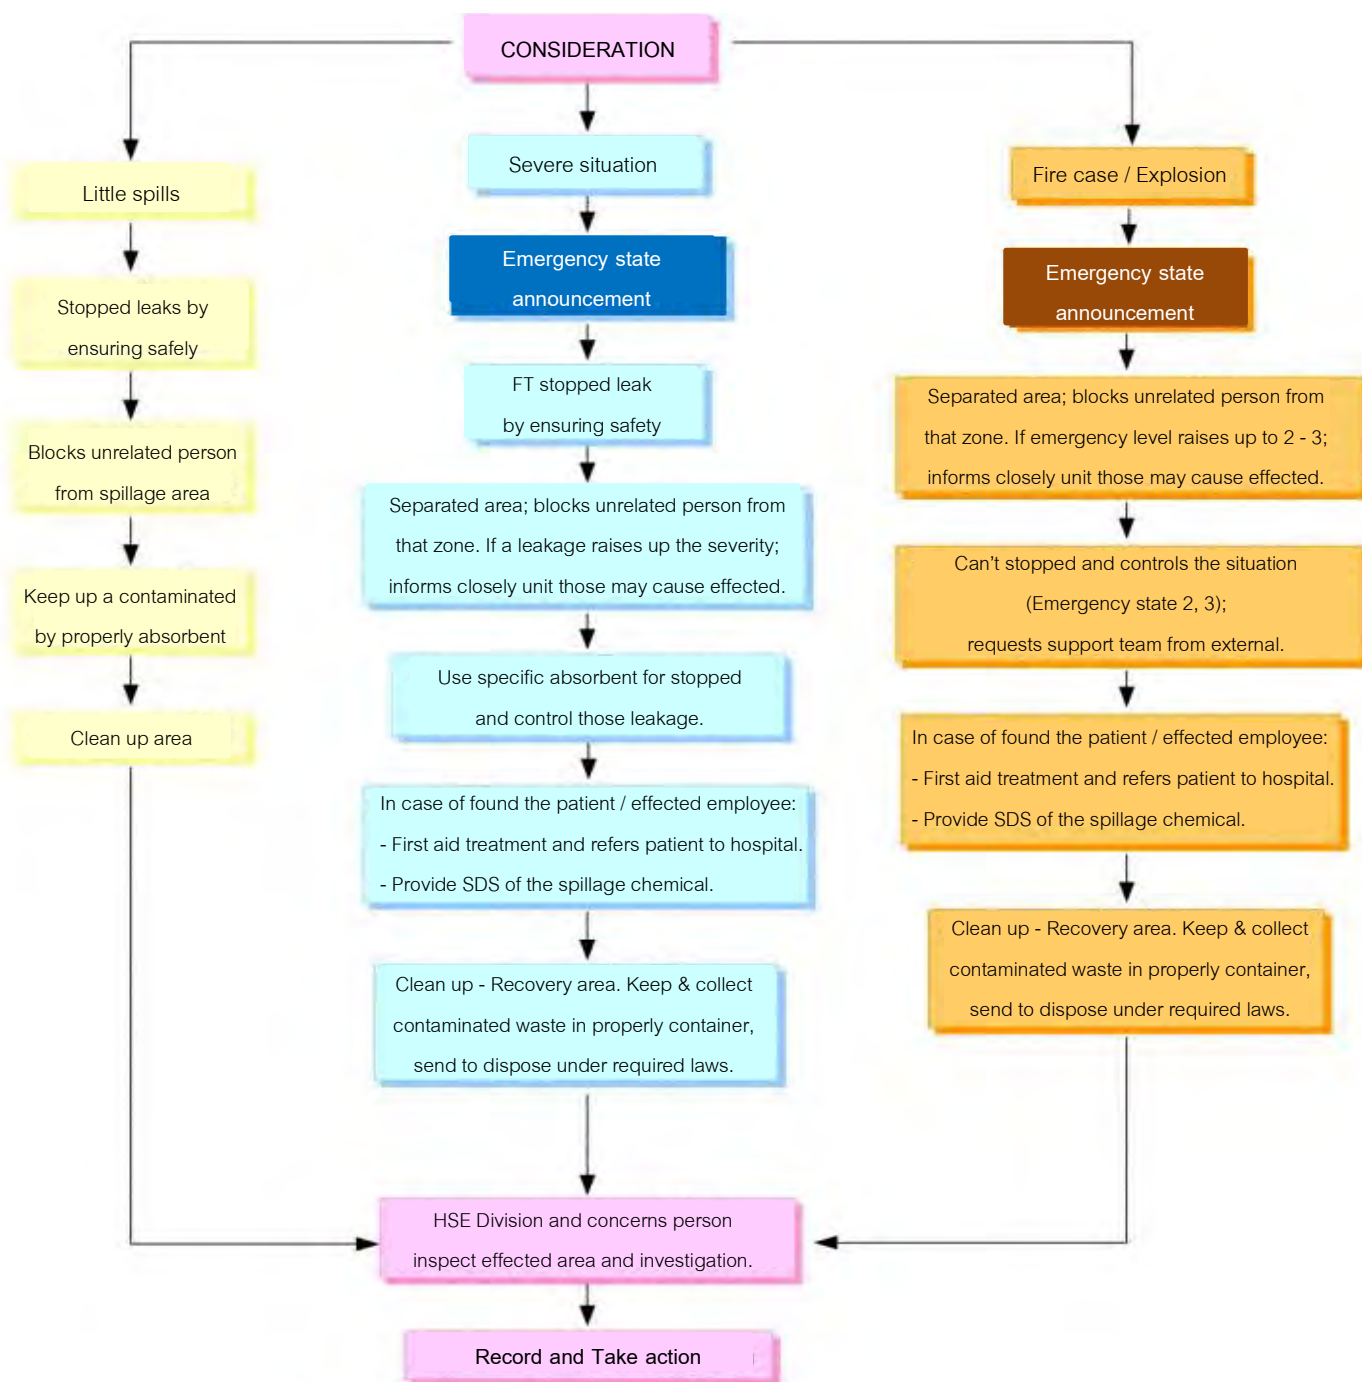 CONSIDERATION
Little spills
Stopped leaks by
ensuring safely
Blocks unrelated person
from spillage area
Keep up a contaminated
by properly absorbent
Clean up area
Severe situation
Emergency state
announcement
FT stopped leak
by ensuring safety
Separated area; blocks unrelated person from
that zone. If a leakage raises up the severity;
informs closely unit those may cause effected.
Use specific absorbent for stopped
and control those leakage.
In case of found the patient / effected employee:
- First aid treatment and refers patient to hospital.
- Provide SDS of the spillage chemical.
Clean up - Recovery area. Keep & collect
contaminated waste in properly container,
send to dispose under required laws.
Fire case / Explosion
Emergency state
announcement
Separated area; blocks unrelated person from
that zone. If emergency level raises up to 2 - 3;
informs closely unit those may cause effected.
Can't stopped and controls the situation
(Emergency state 2, 3);
requests support team from external.
In case of found the patient / effected employee:
- First aid treatment and refers patient to hospital.
- Provide SDS of the spillage chemical.
Clean up - Recovery area. Keep & collect
contaminated waste in properly container,
send to dispose under required laws.
HSE Division and concerns person
inspect effected area and investigation.
Record and Take action